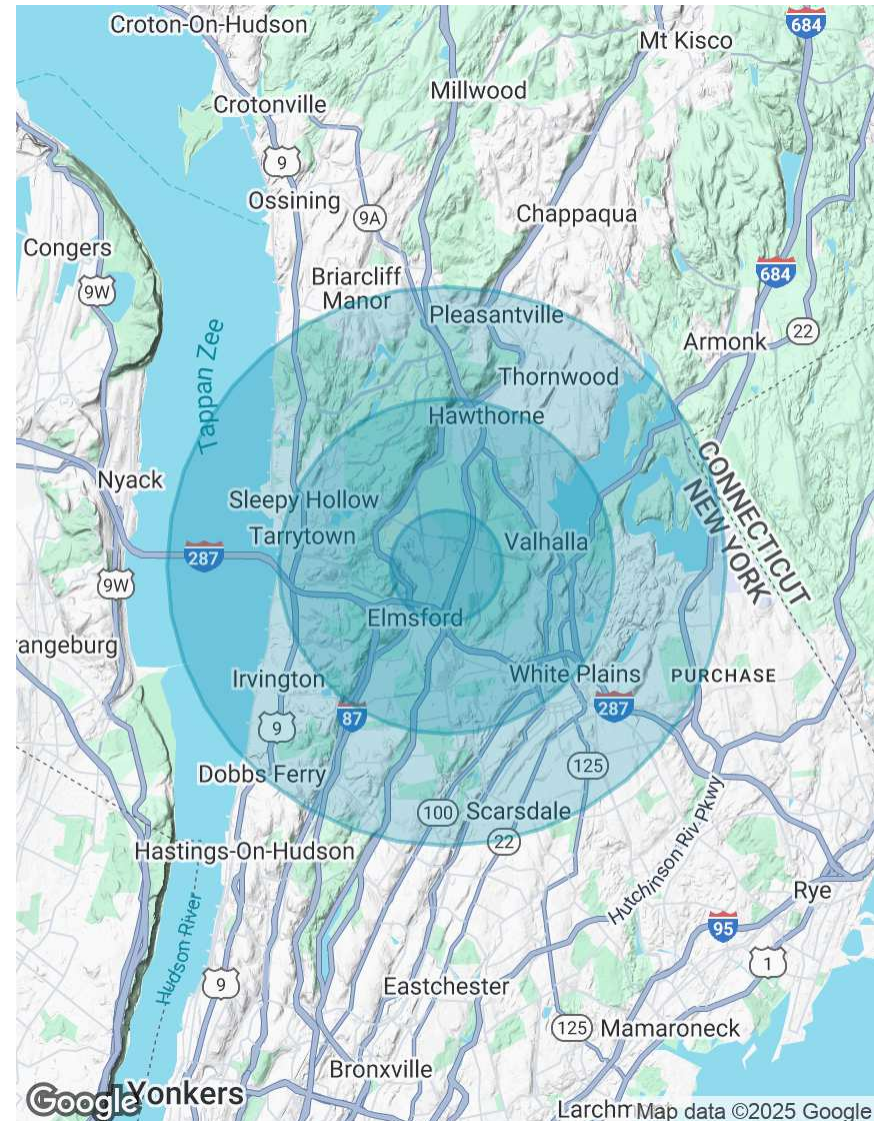 Croton-On-Hudson
684
Mt Kisco
Millwood
Crotonville
9
Ossining
9A
Chappaqua
Congers
684
9W
Briarcliff
Manor
Pleasantville
22
Armonk
Tappan Zee
Thornwood
Hawthorne
CONNECTICUT
NEW YORK
Nyack
Sleepy Hollow
Tarrytown
Valhalla
287
9W
Elmsford
rangeburg
Irvington
White Plains
PURCHASE
287
87
9
125
Dobbs Ferry
100
Scarsdale
22
Hutchinson Riv Pkwy
Hastings-On-Hudson
Rye
95
Hudson River
1
9
Eastchester
125
Mamaroneck
Bronxville
Yonkers
Google
Larchm
Map data ©2025 Google